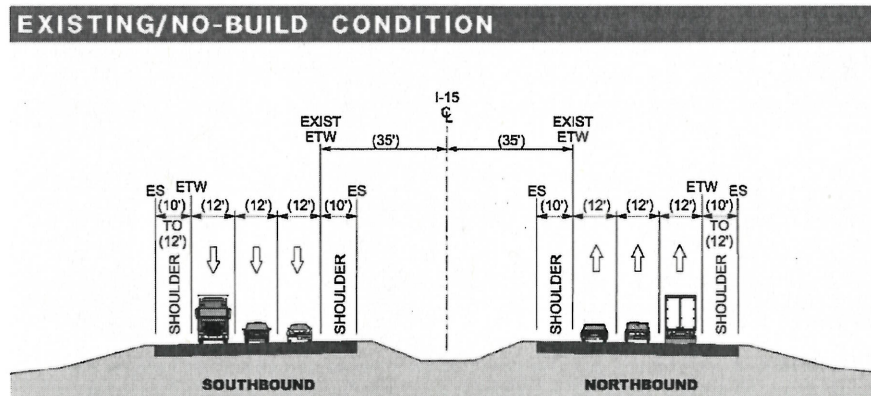 EXISTING/NO-BUILD CONDITION
I-15
CL
EXIST
ETW
(35')
(35')
EXIST
ETW
ES
ETW
ES
(10')
TO
(12')
(12')
(12')
(12')
(10')
SHOULDER
SHOULDER
ES
ETW
ES
(10')
(12')
(12')
(12')
(10')
TO
(12')
SHOULDER
SHOULDER
SOUTHBOUND
NORTHBOUND